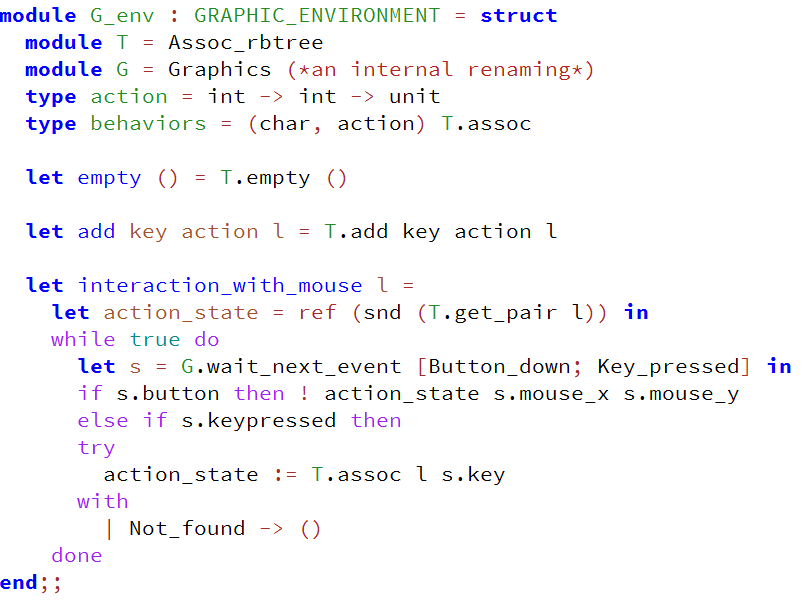 module G_env : GRAPHIC_ENVIRONMENT = struct
  module T = Assoc_rbtree
  module G = Graphics (*an internal renaming*)
  type action = int -> int -> unit
  type behaviors = (char, action) T.assoc

  let empty () = T.empty ()

  let add key action l = T.add key action l

  let interaction_with_mouse l =
    let action_state = ref (snd (T.get_pair l)) in
    while true do
      let s = G.wait_next_event [Button_down; Key_pressed] in
      if s.button then ! action_state s.mouse_x s.mouse_y
      else if s.keypressed then
      try
        action_state := T.assoc l s.key
      with
        | Not_found -> ()
    done
end;;